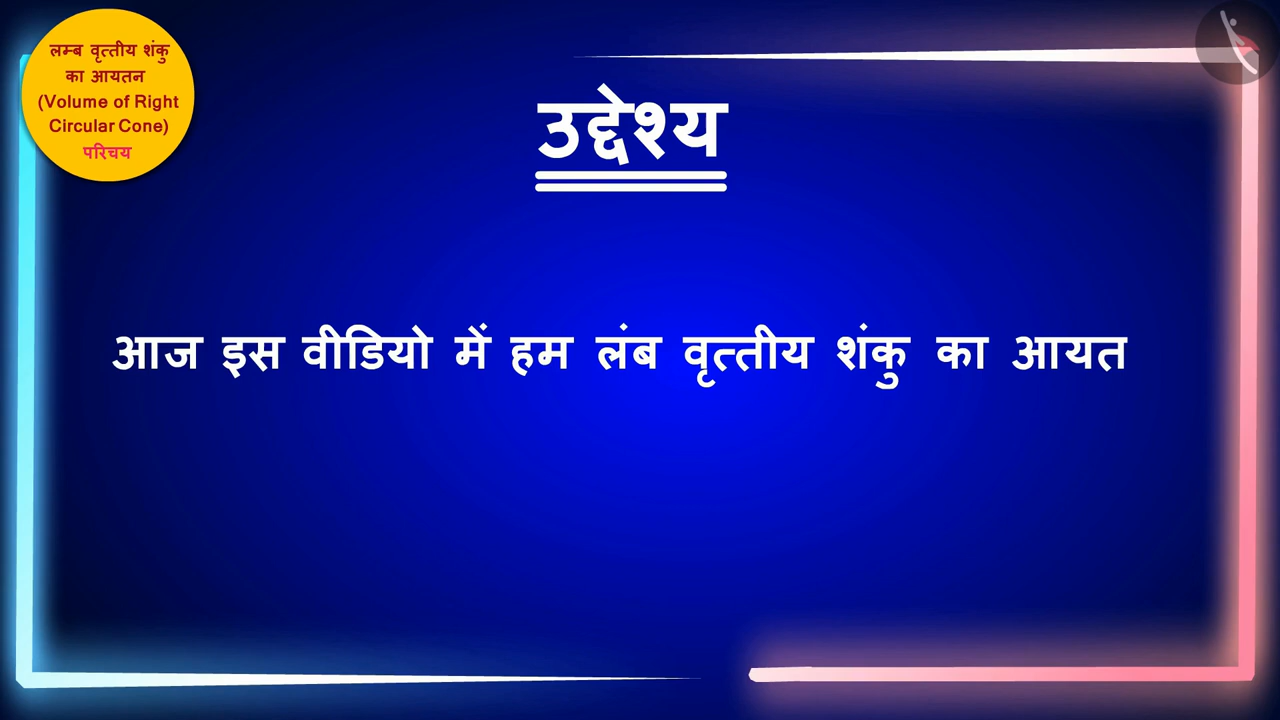 लम्ब वृत्तीय शंकु
का आयतन
(Volume of Right
Circular Cone)
परिचय
उद्देश्य
आज इस वीडियो में हम लंब वृत्तीय शंकु का आयत